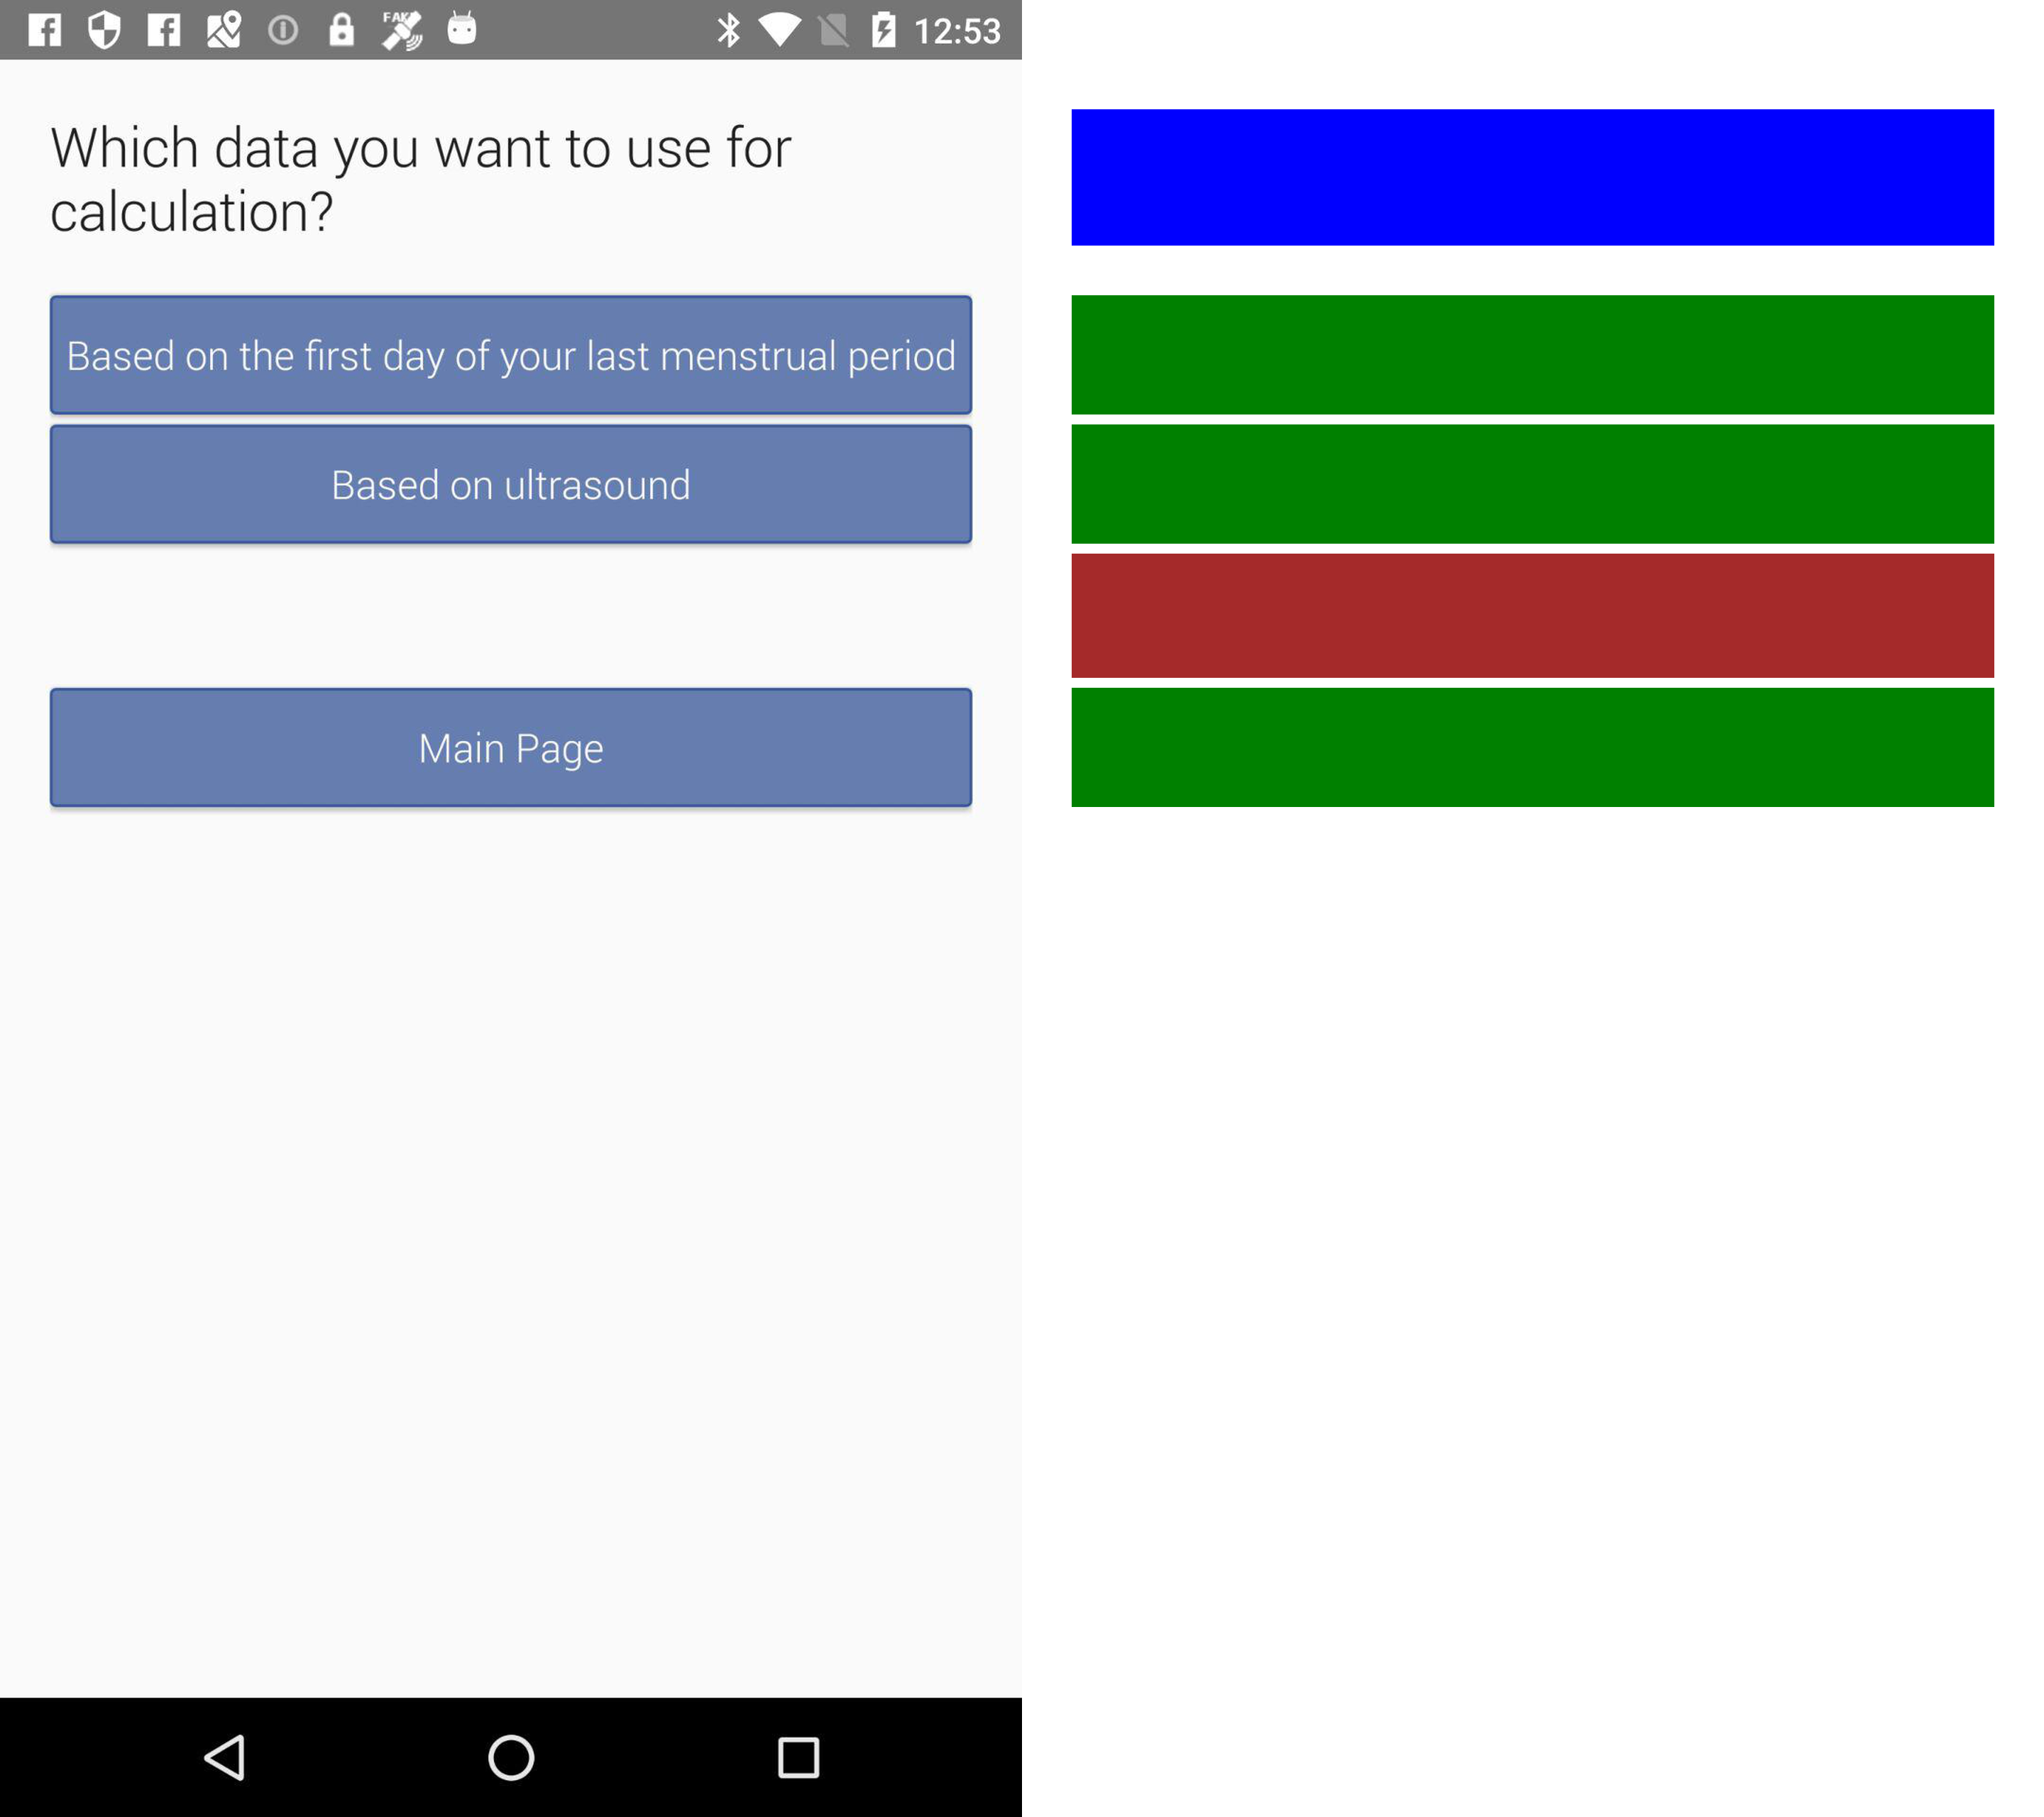 FAKE
12:53
Which data you want to use for
calculation?
Based on the first day of your last menstrual period
Based on ultrasound
Main Page